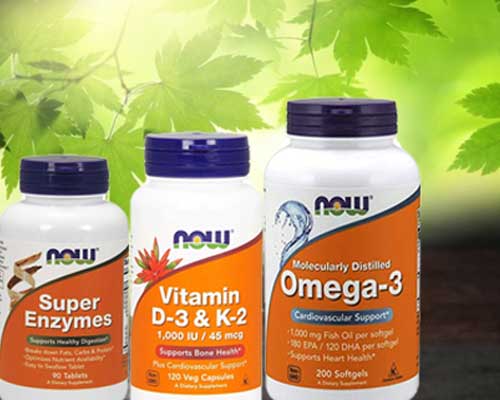 now
Super
Enzymes
Supports Healthy Digestion*
• Breaks down Fats, Carbs & Protein*
• Optimizes Nutrient Availability*
• Easy to Swallow Tablet
90 Tablets
A Dietary Supplement
now
Vitamin
D-3 & K-2
1,000 IU / 45 mcg
Supports Bone Health*
Plus Cardiovascular Support*
120 Veg Capsules
A Dietary Supplement
now
Molecularly Distilled
Omega-3
Cardiovascular Support*
• 1,000 mg Fish Oil per softgel
• 180 EPA / 120 DHA per softgel
• Supports Heart Health*
200 Softgels
A Dietary Supplement